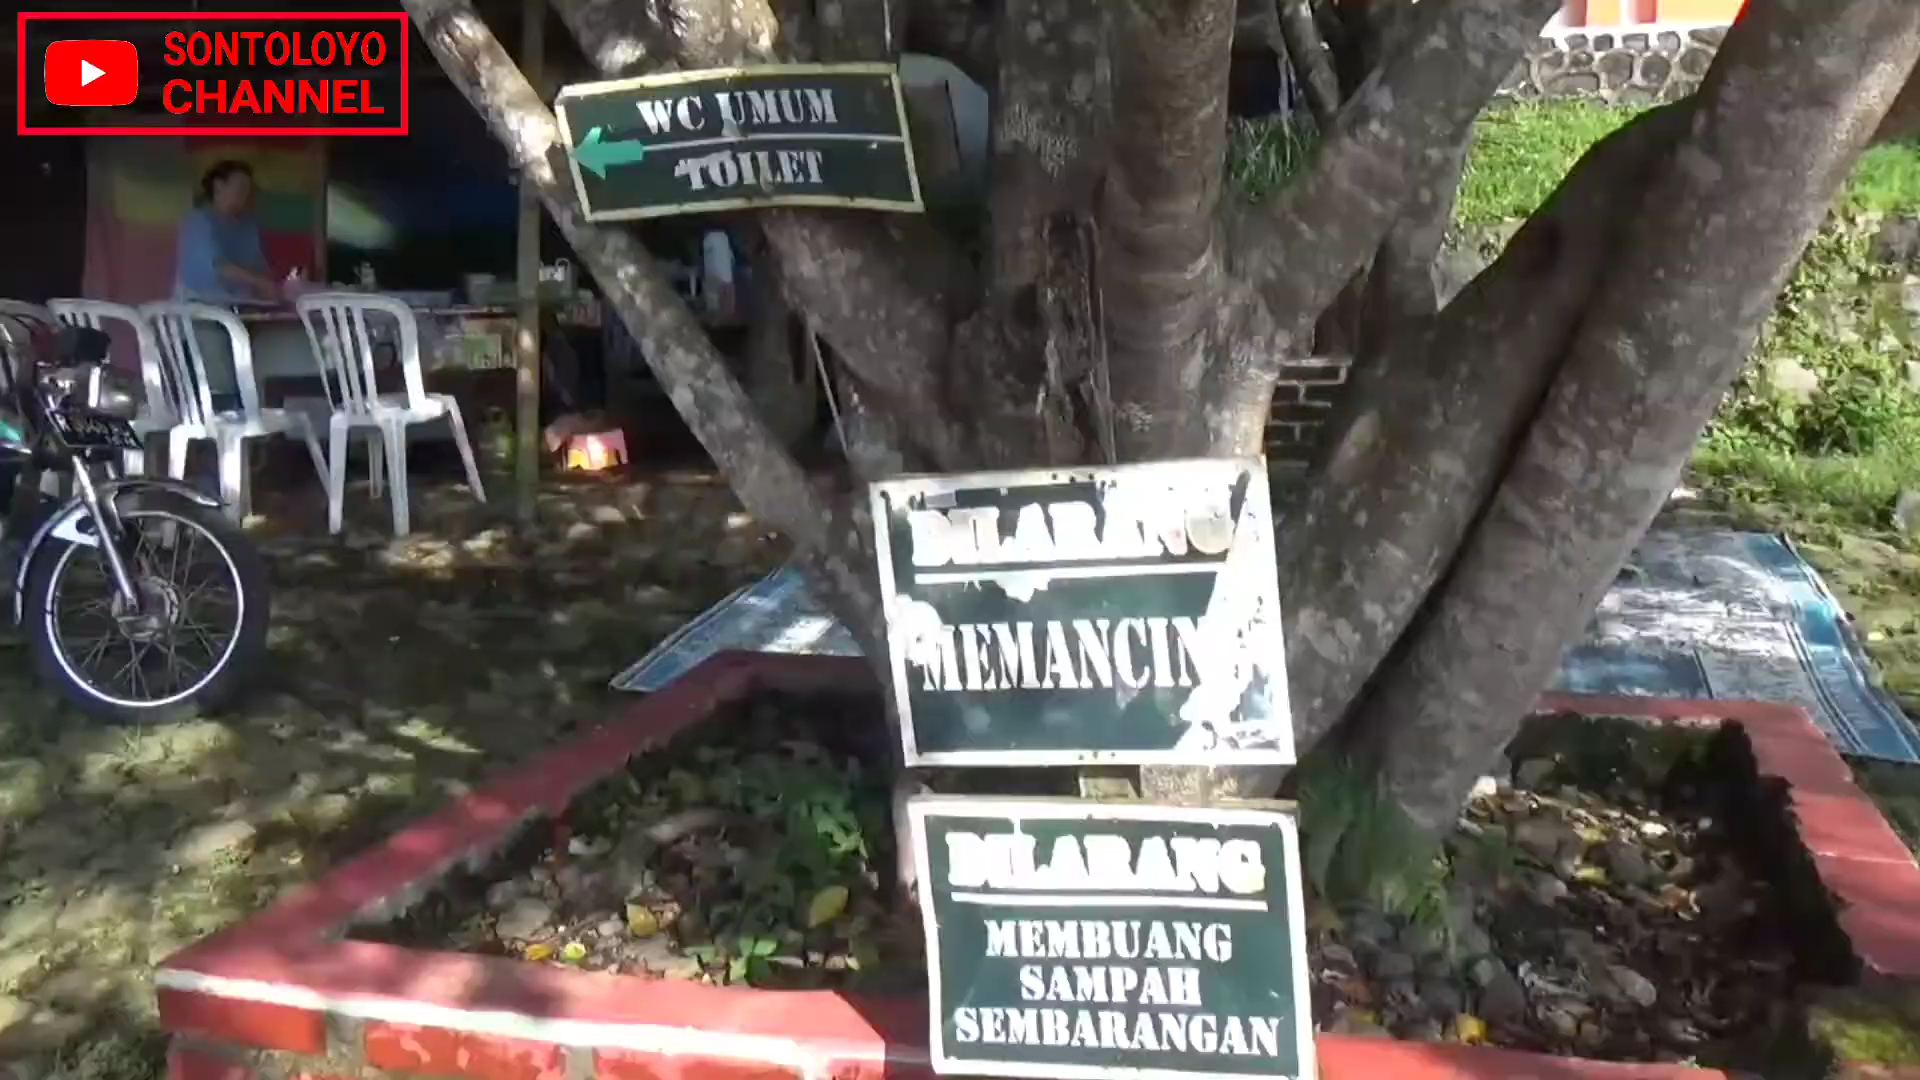 SONTOLOYO
CHANNEL
WC UMUM
TOILET
DILARANG
MEMANCING
DILARANG
MEMBUANG
SAMPAH
SEMBARANGAN